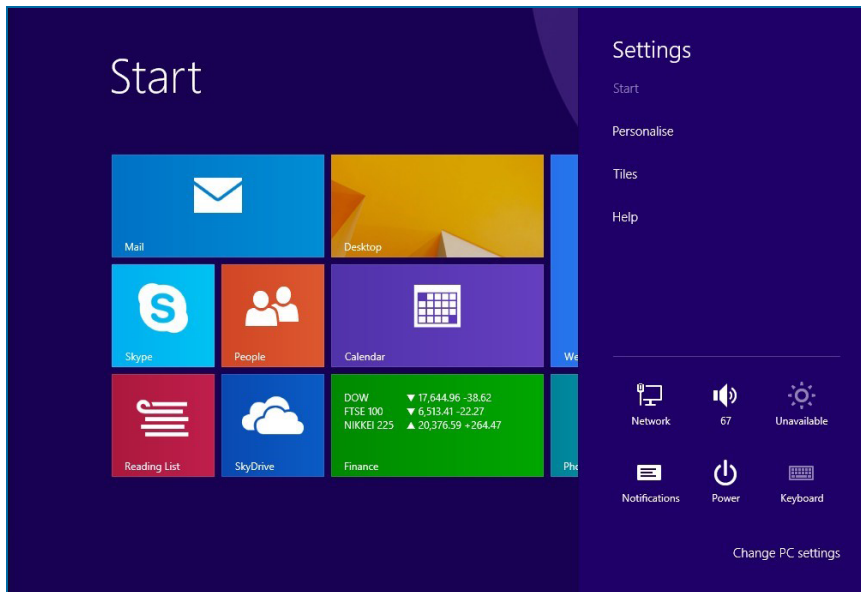 Start
Mail
Desktop
Skype
People
Calendar
We
Reading List
SkyDrive
DOW ▼ 17,644.96 -38.62
FTSE 100 ▼ 6,513.41 -22.27
NIKKEI 225 ▲ 20,376.59 +264.47
Finance
Pho
Settings
Start
Personalise
Tiles
Help
Network
67
Unavailable
Notifications
Power
Keyboard
Change PC settings